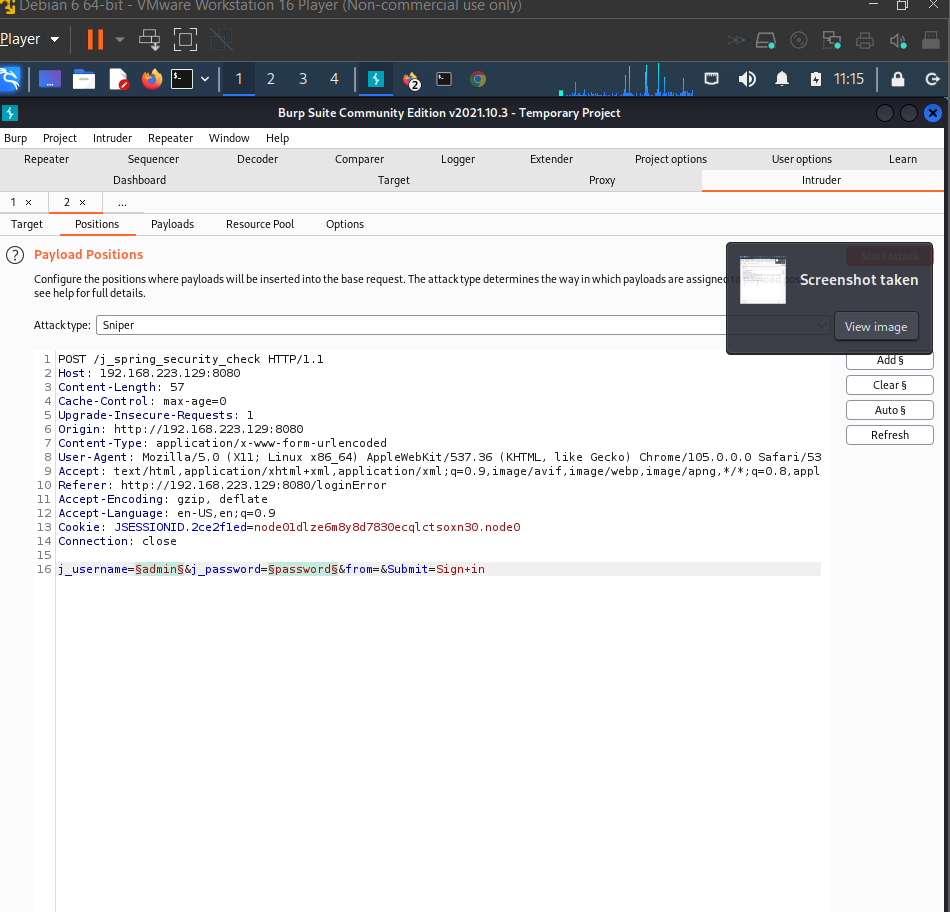 Debian 6 64-bit - VMware Workstation 16 Player (Non-commercial use only)
Player
1 2 3 4 2 11:15
Burp Suite Community Edition v2021.10.3 - Temporary Project
Burp Project Intruder Repeater Window Help
Repeater Sequencer Decoder Comparer Logger Extender Project options User options Learn
Dashboard Target Proxy Intruder
1 × 2 × ...
Target Positions Payloads Resource Pool Options
? Payload Positions
Start attack
Configure the positions where payloads will be inserted into the base request. The attack type determines the way in which payloads are assigned
see help for full details.
Screenshot taken
View image
Attack type: Sniper
Add §
Clear §
Auto §
Refresh
1 POST /j_spring_security_check HTTP/1.1
2 Host: 192.168.223.129:8080
3 Content-Length: 57
4 Cache-Control: max-age=0
5 Upgrade-Insecure-Requests: 1
6 Origin: http://192.168.223.129:8080
7 Content-Type: application/x-www-form-urlencoded
8 User-Agent: Mozilla/5.0 (X11; Linux x86_64) AppleWebKit/537.36 (KHTML, like Gecko) Chrome/105.0.0.0 Safari/53
9 Accept: text/html,application/xhtml+xml,application/xml;q=0.9,image/avif,image/webp,image/apng,*/*;q=0.8,appl
10 Referer: http://192.168.223.129:8080/loginError
11 Accept-Encoding: gzip, deflate
12 Accept-Language: en-US,en;q=0.9
13 Cookie: JSESSIONID.2ce2f1ed=node01dlze6m8y8d7830ecqlctsoxn30.node0
14 Connection: close
15
16 j_username=§admin§&j_password=§password§&from=&Submit=Sign+in